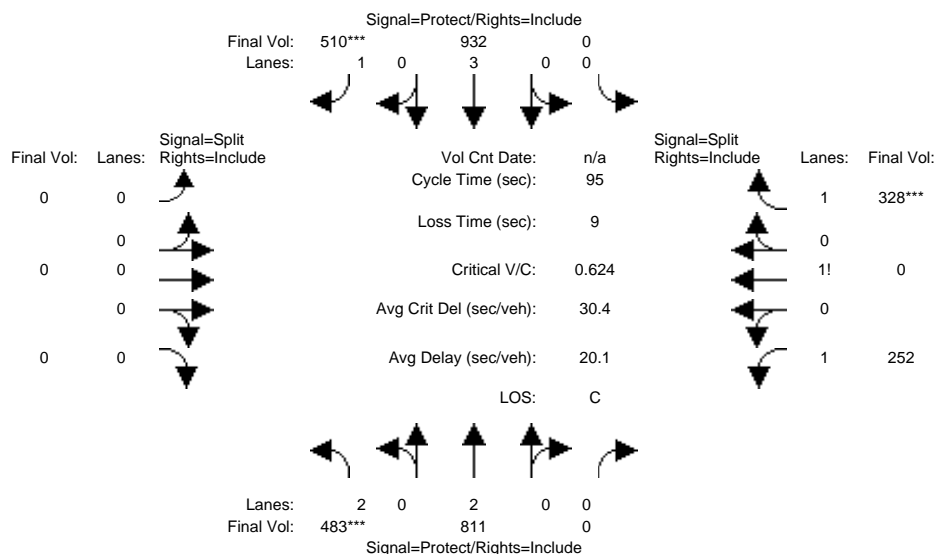 Signal=Protect/Rights=Include
Final Vol: 510*** 932 0
Lanes: 1 0 3 0 0
Signal=Split
Final Vol: Lanes: Rights=Include
Vol Cnt Date: n/a
Signal=Split
Rights=Include Lanes: Final Vol:
Cycle Time (sec): 95
0 0
1 328***
Loss Time (sec): 9
0
0
0 0
Critical V/C: 0.624
1! 0
0
Avg Crit Del (sec/veh): 30.4
0
0 0
Avg Delay (sec/veh): 20.1
1 252
LOS: C
Lanes: 2 0 2 0 0
Final Vol: 483*** 811 0
Signal=Protect/Rights=Include